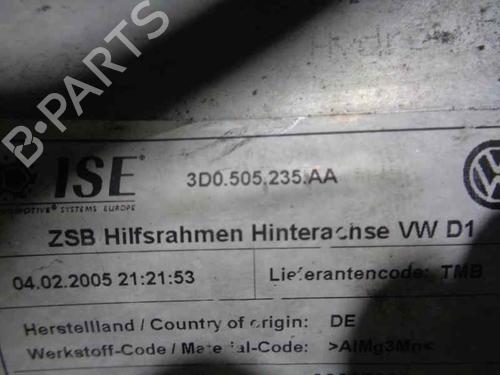 Hydro
B-PARTS
ISE
3D0.505.235.AA
AUTOMOTIVE SYSTEMS EUROPE
ZSB Hilfsrahmen Hinterachse VW D1
04.02.2005 21:21:53 Lieferantencode: TMB
Herstellland / Country of origin: DE
Werkstoff-Code / Material-Code: >AlMg3Mn<